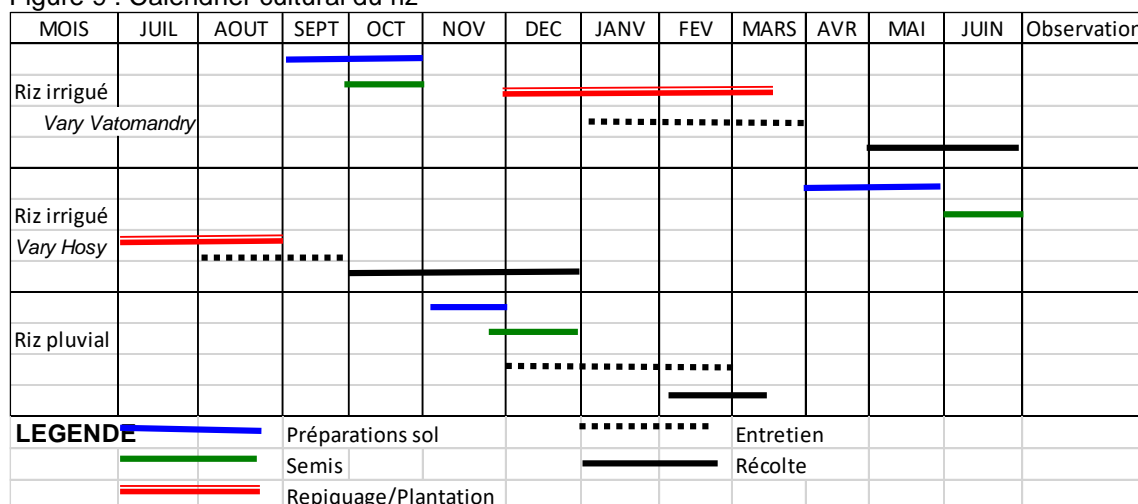 Figure 9 : Calendrier cultural du riz
MOIS JUIL AOUT SEPT OCT NOV DEC JANV FEV MARS AVR MAI JUIN Observation
Riz irrigué
Vary Vatomandry
Riz irrigué
Vary Hosy
Riz pluvial
LEGENDE Préparations sol Entretien
Semis Récolte
Repiquage/Plantation